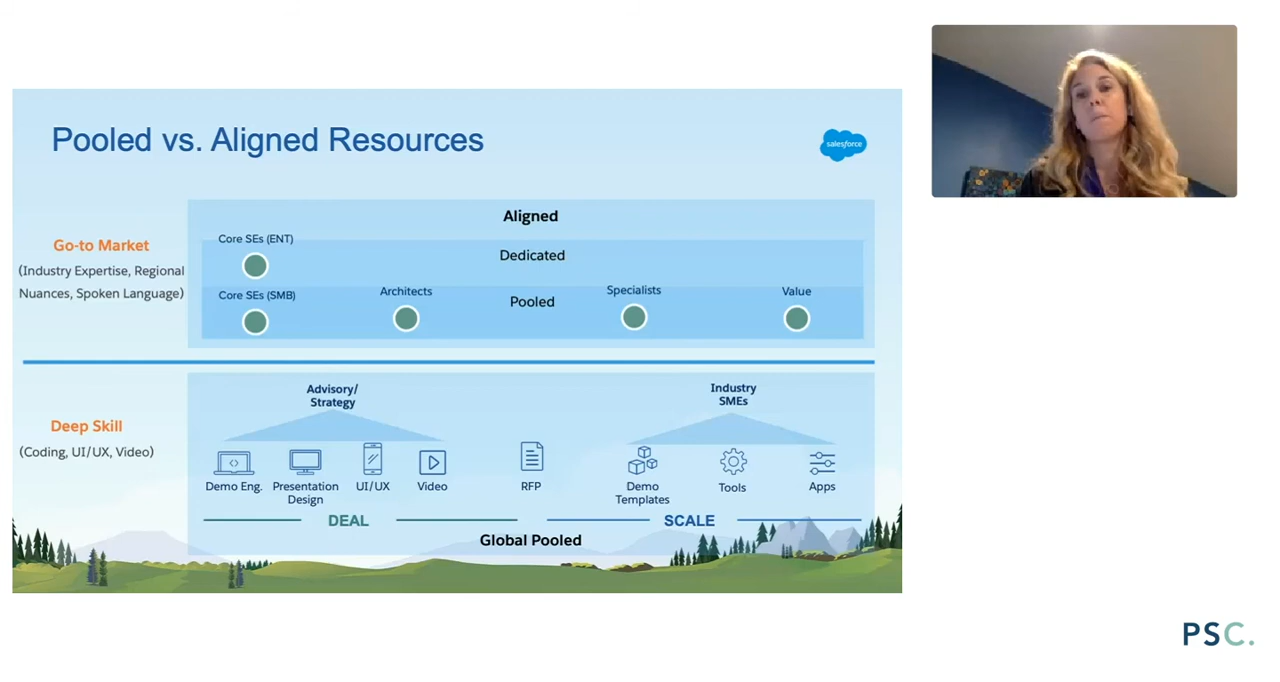 Pooled vs. Aligned Resources
salesforce
Aligned
Go-to Market
(Industry Expertise, Regional
Nuances, Spoken Language)
Core SEs (ENT)
Dedicated
Core SEs (SMB)
Architects
Pooled
Specialists
Value
Deep Skill
(Coding, UI/UX, Video)
Advisory/
Strategy
Industry
SMEs
Demo Eng.
Presentation
Design
UI/UX
Video
RFP
Demo
Templates
Tools
Apps
DEAL
SCALE
Global Pooled
PSC.